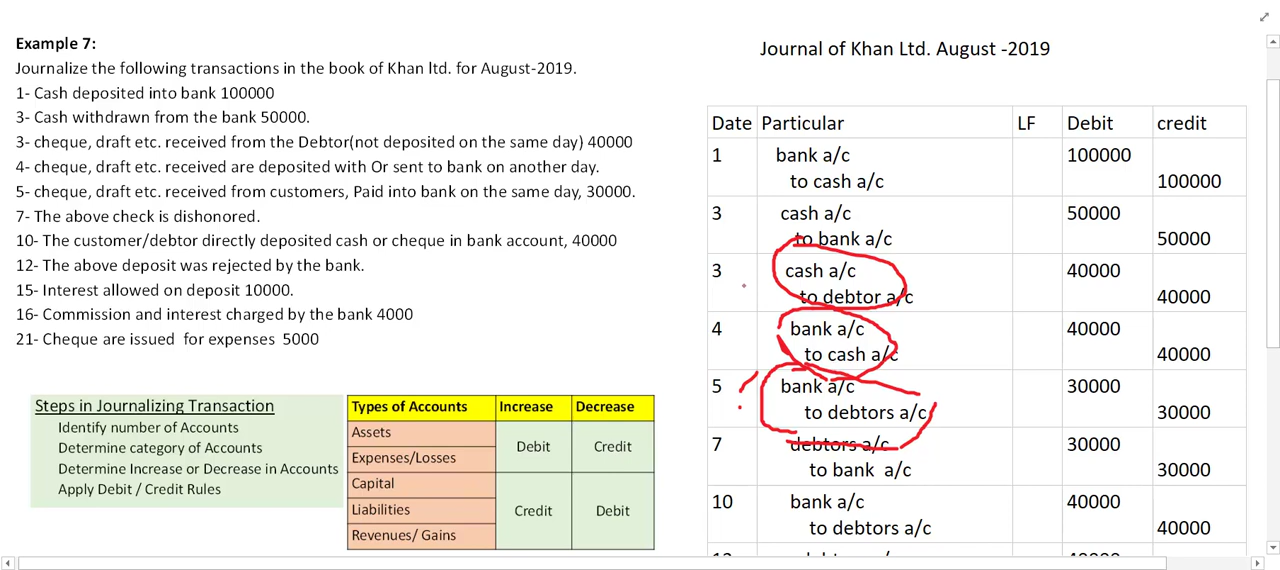 Example 7:
Journalize the following transactions in the book of Khan ltd. for August-2019.
1- Cash deposited into bank 100000
3- Cash withdrawn from the bank 50000.
3- cheque, draft etc. received from the Debtor(not deposited on the same day) 40000
4- cheque, draft etc. received are deposited with Or sent to bank on another day.
5- cheque, draft etc. received from customers, Paid into bank on the same day, 30000.
7- The above check is dishonored.
10- The customer/debtor directly deposited cash or cheque in bank account, 40000
12- The above deposit was rejected by the bank.
15- Interest allowed on deposit 10000.
16- Commission and interest charged by the bank 4000
21- Cheque are issued for expenses 5000
Steps in Journalizing Transaction
Identify number of Accounts
Determine category of Accounts
Determine Increase or Decrease in Accounts
Apply Debit / Credit Rules
Types of Accounts Increase Decrease
Assets
Expenses/Losses
Debit Credit
Capital
Liabilities
Revenues/ Gains
Credit Debit
Journal of Khan Ltd. August -2019
Date Particular LF Debit credit
1 bank a/c 100000
to cash a/c 100000
3 cash a/c 50000
to bank a/c 50000
3 cash a/c 40000
to debtor a/c 40000
4 bank a/c 40000
to cash a/c 40000
5 bank a/c 30000
to debtors a/c 30000
7 debtors a/c 30000
to bank a/c 30000
10 bank a/c 40000
to debtors a/c 40000